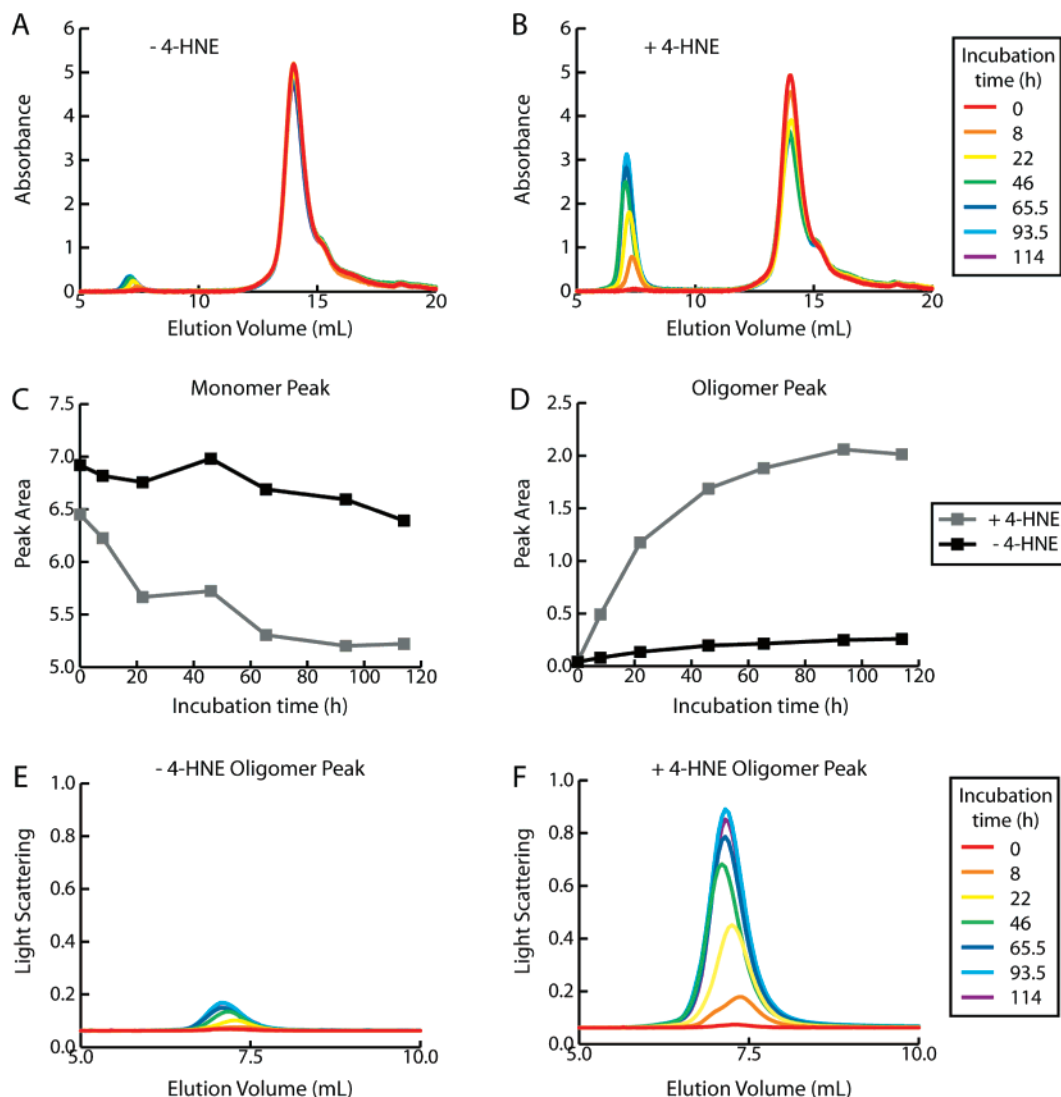 A
- 4-HNE
6
5
4
3
2
1
0
Absorbance
5
10
15
20
Elution Volume (mL)
B
+ 4-HNE
6
5
4
3
2
1
0
Absorbance
5
10
15
20
Elution Volume (mL)
Incubation
time (h)
0
8
22
46
65.5
93.5
114
C
Monomer Peak
7.5
7.0
6.5
6.0
5.5
5.0
Peak Area
0
20
40
60
80
100
120
Incubation time (h)
D
Oligomer Peak
2.5
2.0
1.5
1.0
0.5
0.0
Peak Area
0
20
40
60
80
100
120
Incubation time (h)
+ 4-HNE
- 4-HNE
E
- 4-HNE Oligomer Peak
1.0
0.8
0.6
0.4
0.2
0.0
Light Scattering
5.0
7.5
10.0
Elution Volume (mL)
F
+ 4-HNE Oligomer Peak
1.0
0.8
0.6
0.4
0.2
0.0
Light Scattering
5.0
7.5
10.0
Elution Volume (mL)
Incubation
time (h)
0
8
22
46
65.5
93.5
114